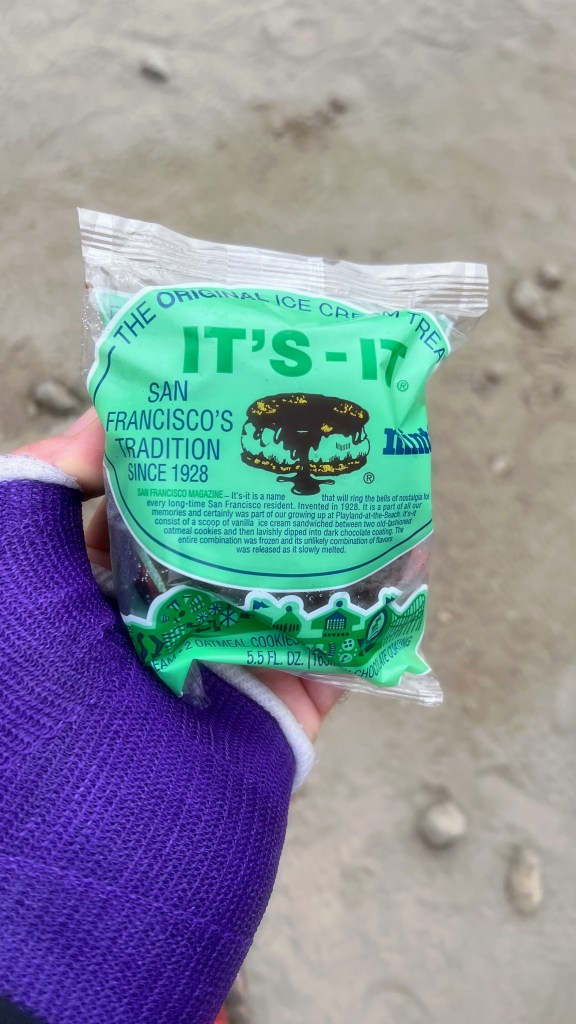 THE ORIGINAL ICE CREAM TREA
IT'S-IT®
SAN
FRANCISCO'S
TRADITION
SINCE 1928
mint
®
SAN FRANCISCO MAGAZINE – It's-it is a name that will ring the bells of nostalgia for
every long-time San Francisco resident. Invented in 1928. It is a part of all our
memories and certainly was part of our growing up at Playland-at-the-Beach. It's-it
consist of a scoop of vanilla ice cream sandwiched between two old-fashioned
oatmeal cookies and then lavishly dipped into dark chocolate coating. The
entire combination was frozen and its unlikely combination of flavors
was released as it slowly melted.
2 OATMEAL COOKIES
CHOCOLATE COATING
5.5 FL. OZ.